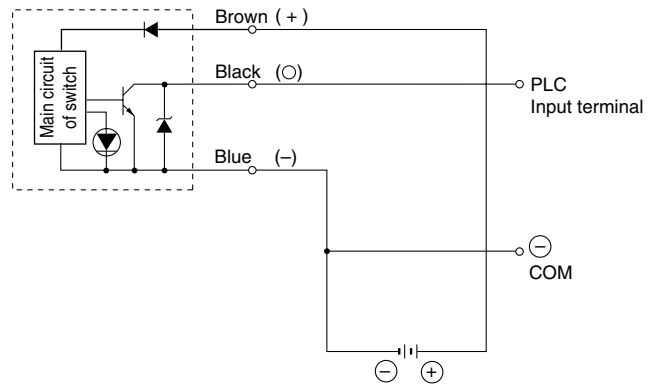 Brown (+)
Main circuit
of switch
Black (○)
PLC
Input terminal
Blue (–)
⊖
COM
⊖ ⊕